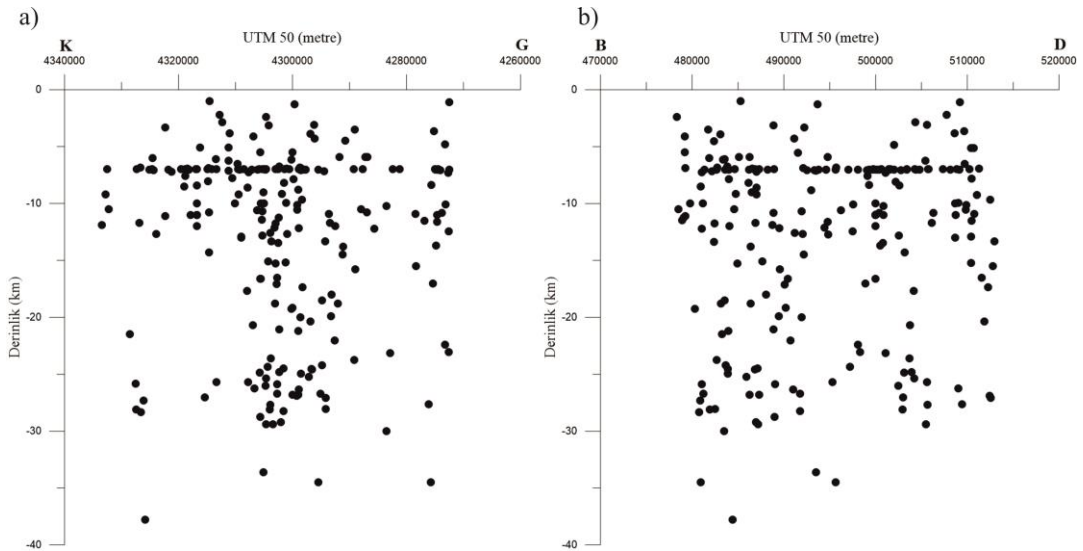 a)
UTM 50 (metre)
K G
4340000 4320000 4300000 4280000 4260000
0
-10
-20
-30
-40
Derinlik (km)
b)
UTM 50 (metre)
B D
470000 480000 490000 500000 510000 520000
0
-10
-20
-30
-40
Derinlik (km)